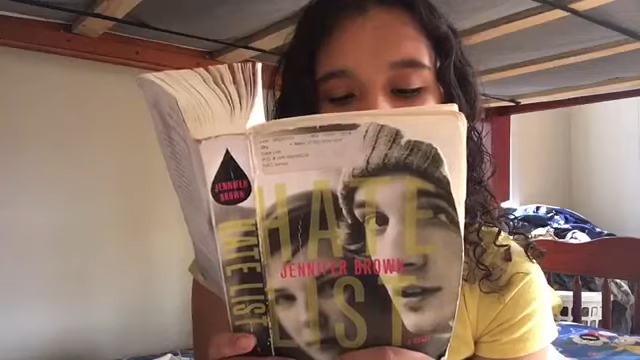 JENNIFER
BROWN
HATE LIST
HATE
JENNIFER BROWN
LIST